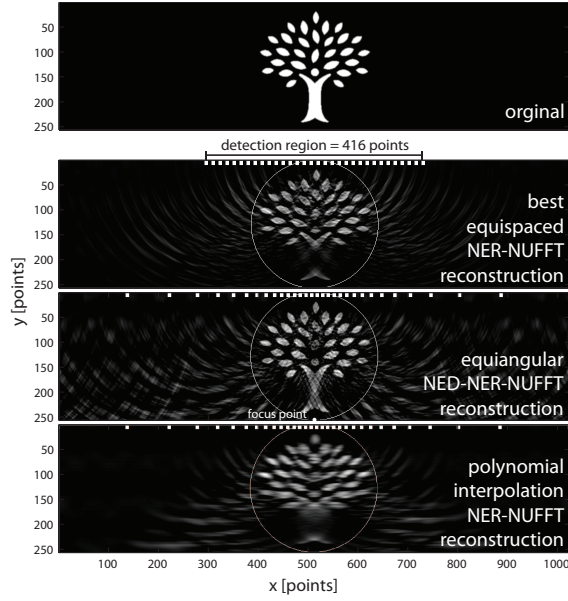 50
100
150
200
250
orginal
detection region = 416 points
50
100
150
200
250
best
equispaced
NER-NUFFT
reconstruction
50
100
150
200
250
equiangular
NED-NER-NUFFT
reconstruction
focus point
50
100
150
200
250
polynomial
interpolation
NER-NUFFT
reconstruction
y [points]
100 200 300 400 500 600 700 800 900 1000
x [points]